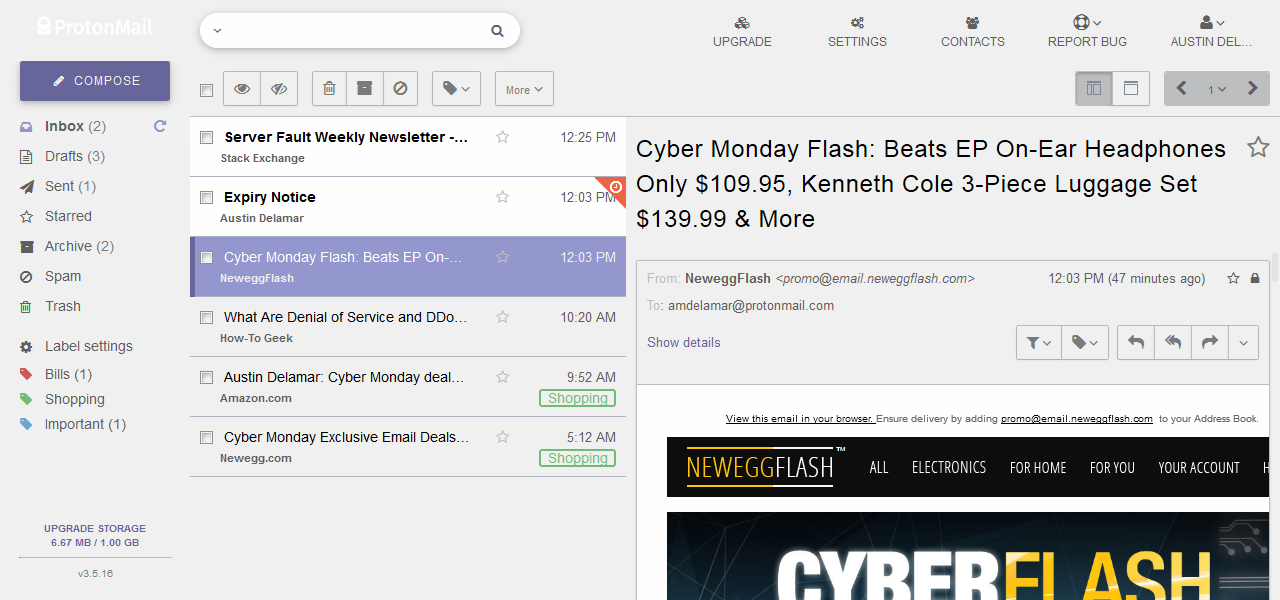 ProtonMail
UPGRADE
SETTINGS
CONTACTS
REPORT BUG
AUSTIN DEL...
COMPOSE
More
1
Inbox (2)
Drafts (3)
Sent (1)
Starred
Archive (2)
Spam
Trash
Label settings
Bills (1)
Shopping
Important (1)
UPGRADE STORAGE
6.67 MB / 1.00 GB
v3.5.16
Server Fault Weekly Newsletter -... 12:25 PM
Stack Exchange
Expiry Notice 12:03 PM
Austin Delamar
Cyber Monday Flash: Beats EP On-... 12:03 PM
NeweggFlash
What Are Denial of Service and DDo... 10:20 AM
How-To Geek
Austin Delamar: Cyber Monday deal... 9:52 AM
Amazon.com Shopping
Cyber Monday Exclusive Email Deals... 5:12 AM
Newegg.com Shopping
Cyber Monday Flash: Beats EP On-Ear Headphones
Only $109.95, Kenneth Cole 3-Piece Luggage Set
$139.99 & More
From: NeweggFlash <promo@email.neweggflash.com> 12:03 PM (47 minutes ago)
To: amdelamar@protonmail.com
Show details
View this email in your browser. Ensure delivery by adding promo@email.neweggflash.com to your Address Book.
NEWEGGFLASH™ ALL ELECTRONICS FOR HOME FOR YOU YOUR ACCOUNT H
CYBERFLASH